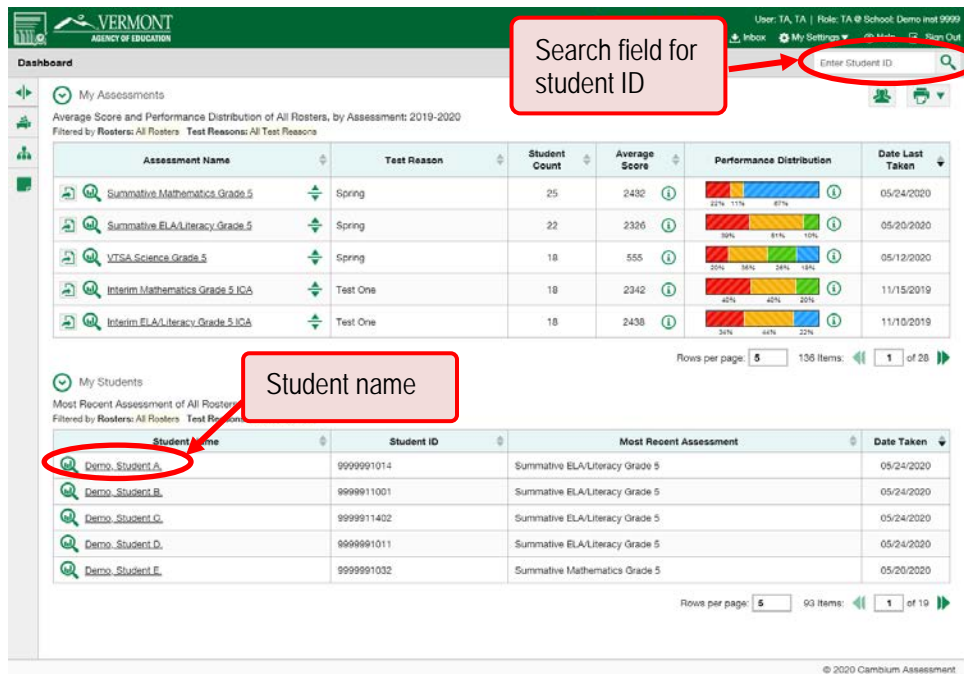 VERMONT
AGENCY OF EDUCATION
User: TA, TA | Role: TA @ School: Demo inst 9999
Inbox My Settings Help Sign Out
Dashboard
Enter Student ID
Search field for
student ID
My Assessments
Average Score and Performance Distribution of All Rosters, by Assessment: 2019-2020
Filtered by Rosters: All Rosters Test Reasons: All Test Reasons
Assessment Name Test Reason Student Count Average Score Performance Distribution Date Last Taken
Summative Mathematics Grade 5 Spring 25 2432 05/24/2020
22% 11% 67%
Summative ELA/Literacy Grade 5 Spring 22 2326 05/20/2020
39% 51% 10%
VTSA Science Grade 5 Spring 18 555 05/12/2020
20% 36% 26% 18%
Interim Mathematics Grade 5 ICA Test One 18 2342 11/15/2019
40% 40% 20%
Interim ELA/Literacy Grade 5 ICA Test One 18 2438 11/10/2019
34% 44% 22%
Rows per page: 5 136 Items: 1 of 28
My Students
Student name
Most Recent Assessment of All Rosters
Filtered by Rosters: All Rosters Test Reasons
Student Name Student ID Most Recent Assessment Date Taken
Demo, Student A. 9999991014 Summative ELA/Literacy Grade 5 05/24/2020
Demo, Student B. 9999911001 Summative ELA/Literacy Grade 5 05/24/2020
Demo, Student C. 9999911402 Summative ELA/Literacy Grade 5 05/24/2020
Demo, Student D. 9999991011 Summative ELA/Literacy Grade 5 05/24/2020
Demo, Student E. 9999991032 Summative Mathematics Grade 5 05/20/2020
Rows per page: 5 93 Items: 1 of 19
© 2020 Cambium Assessment